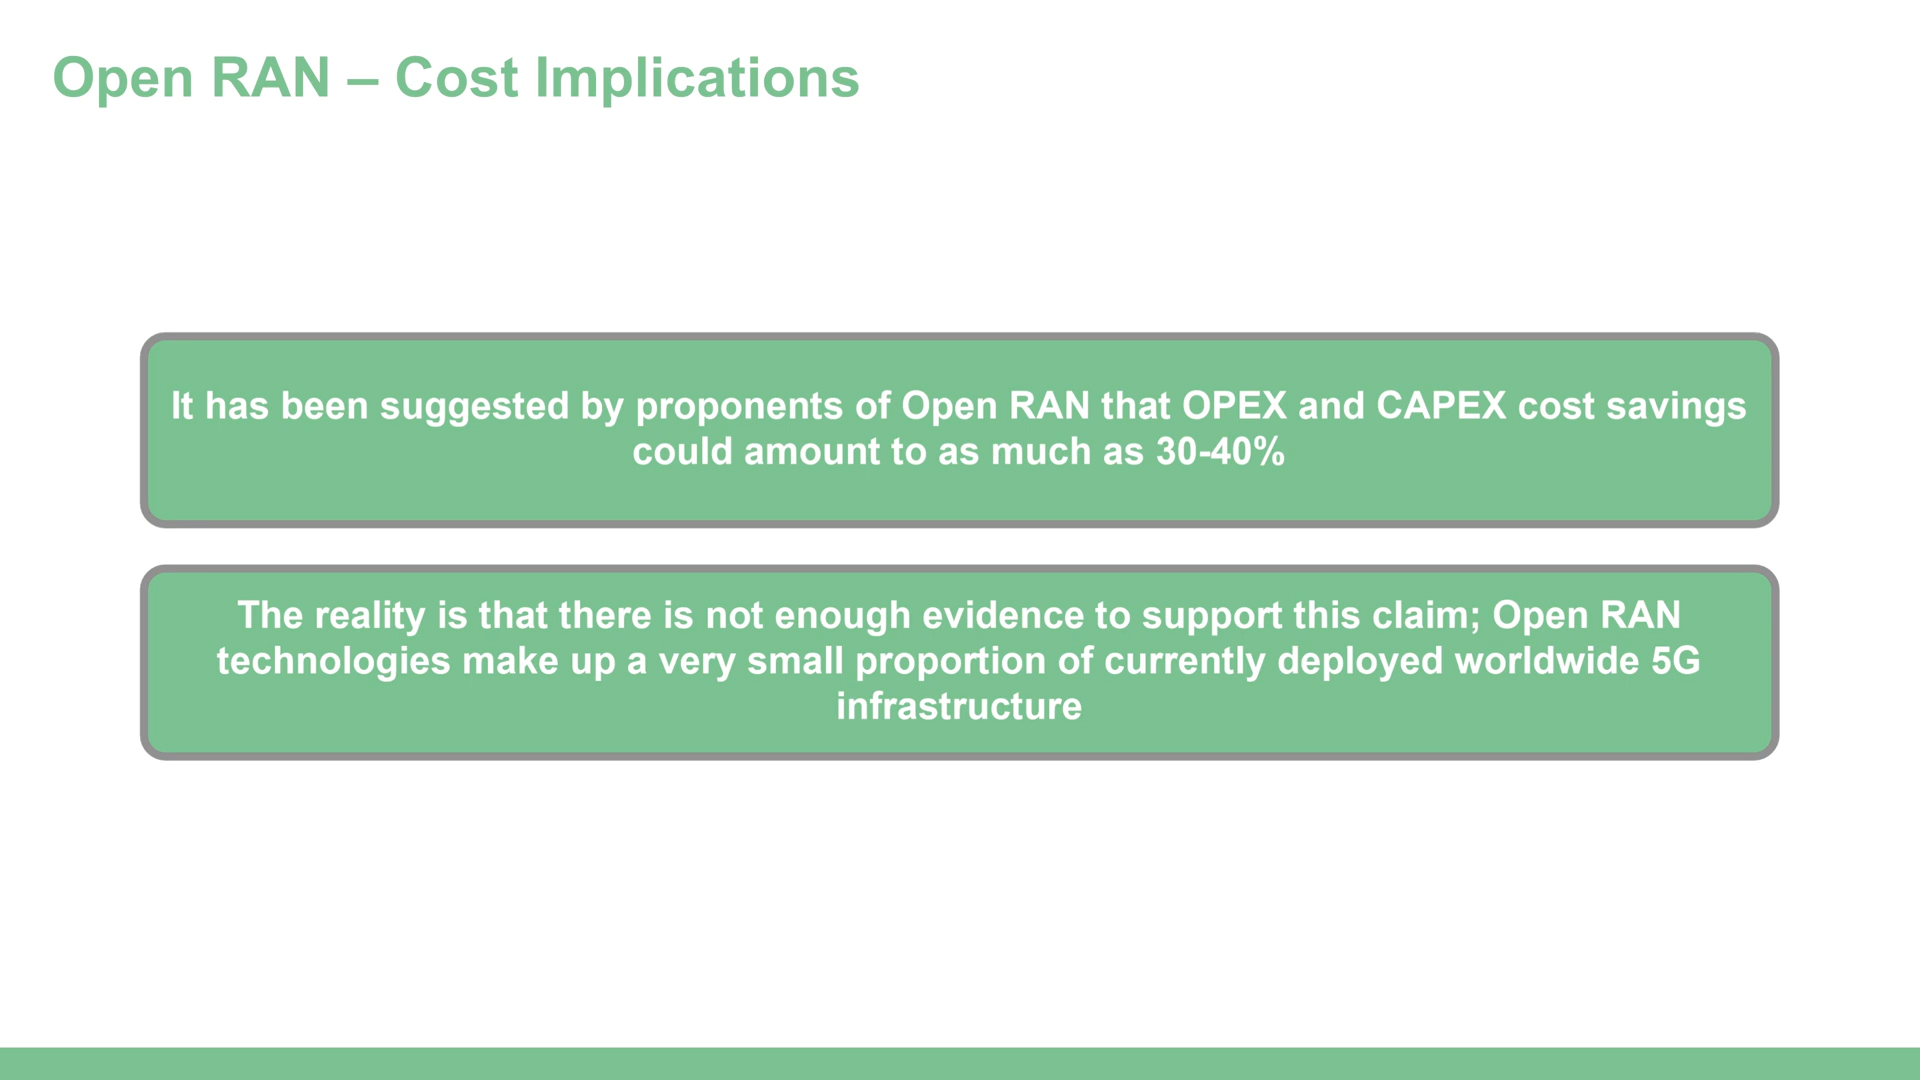 Open RAN – Cost Implications
It has been suggested by proponents of Open RAN that OPEX and CAPEX cost savings
could amount to as much as 30-40%
The reality is that there is not enough evidence to support this claim; Open RAN
technologies make up a very small proportion of currently deployed worldwide 5G
infrastructure